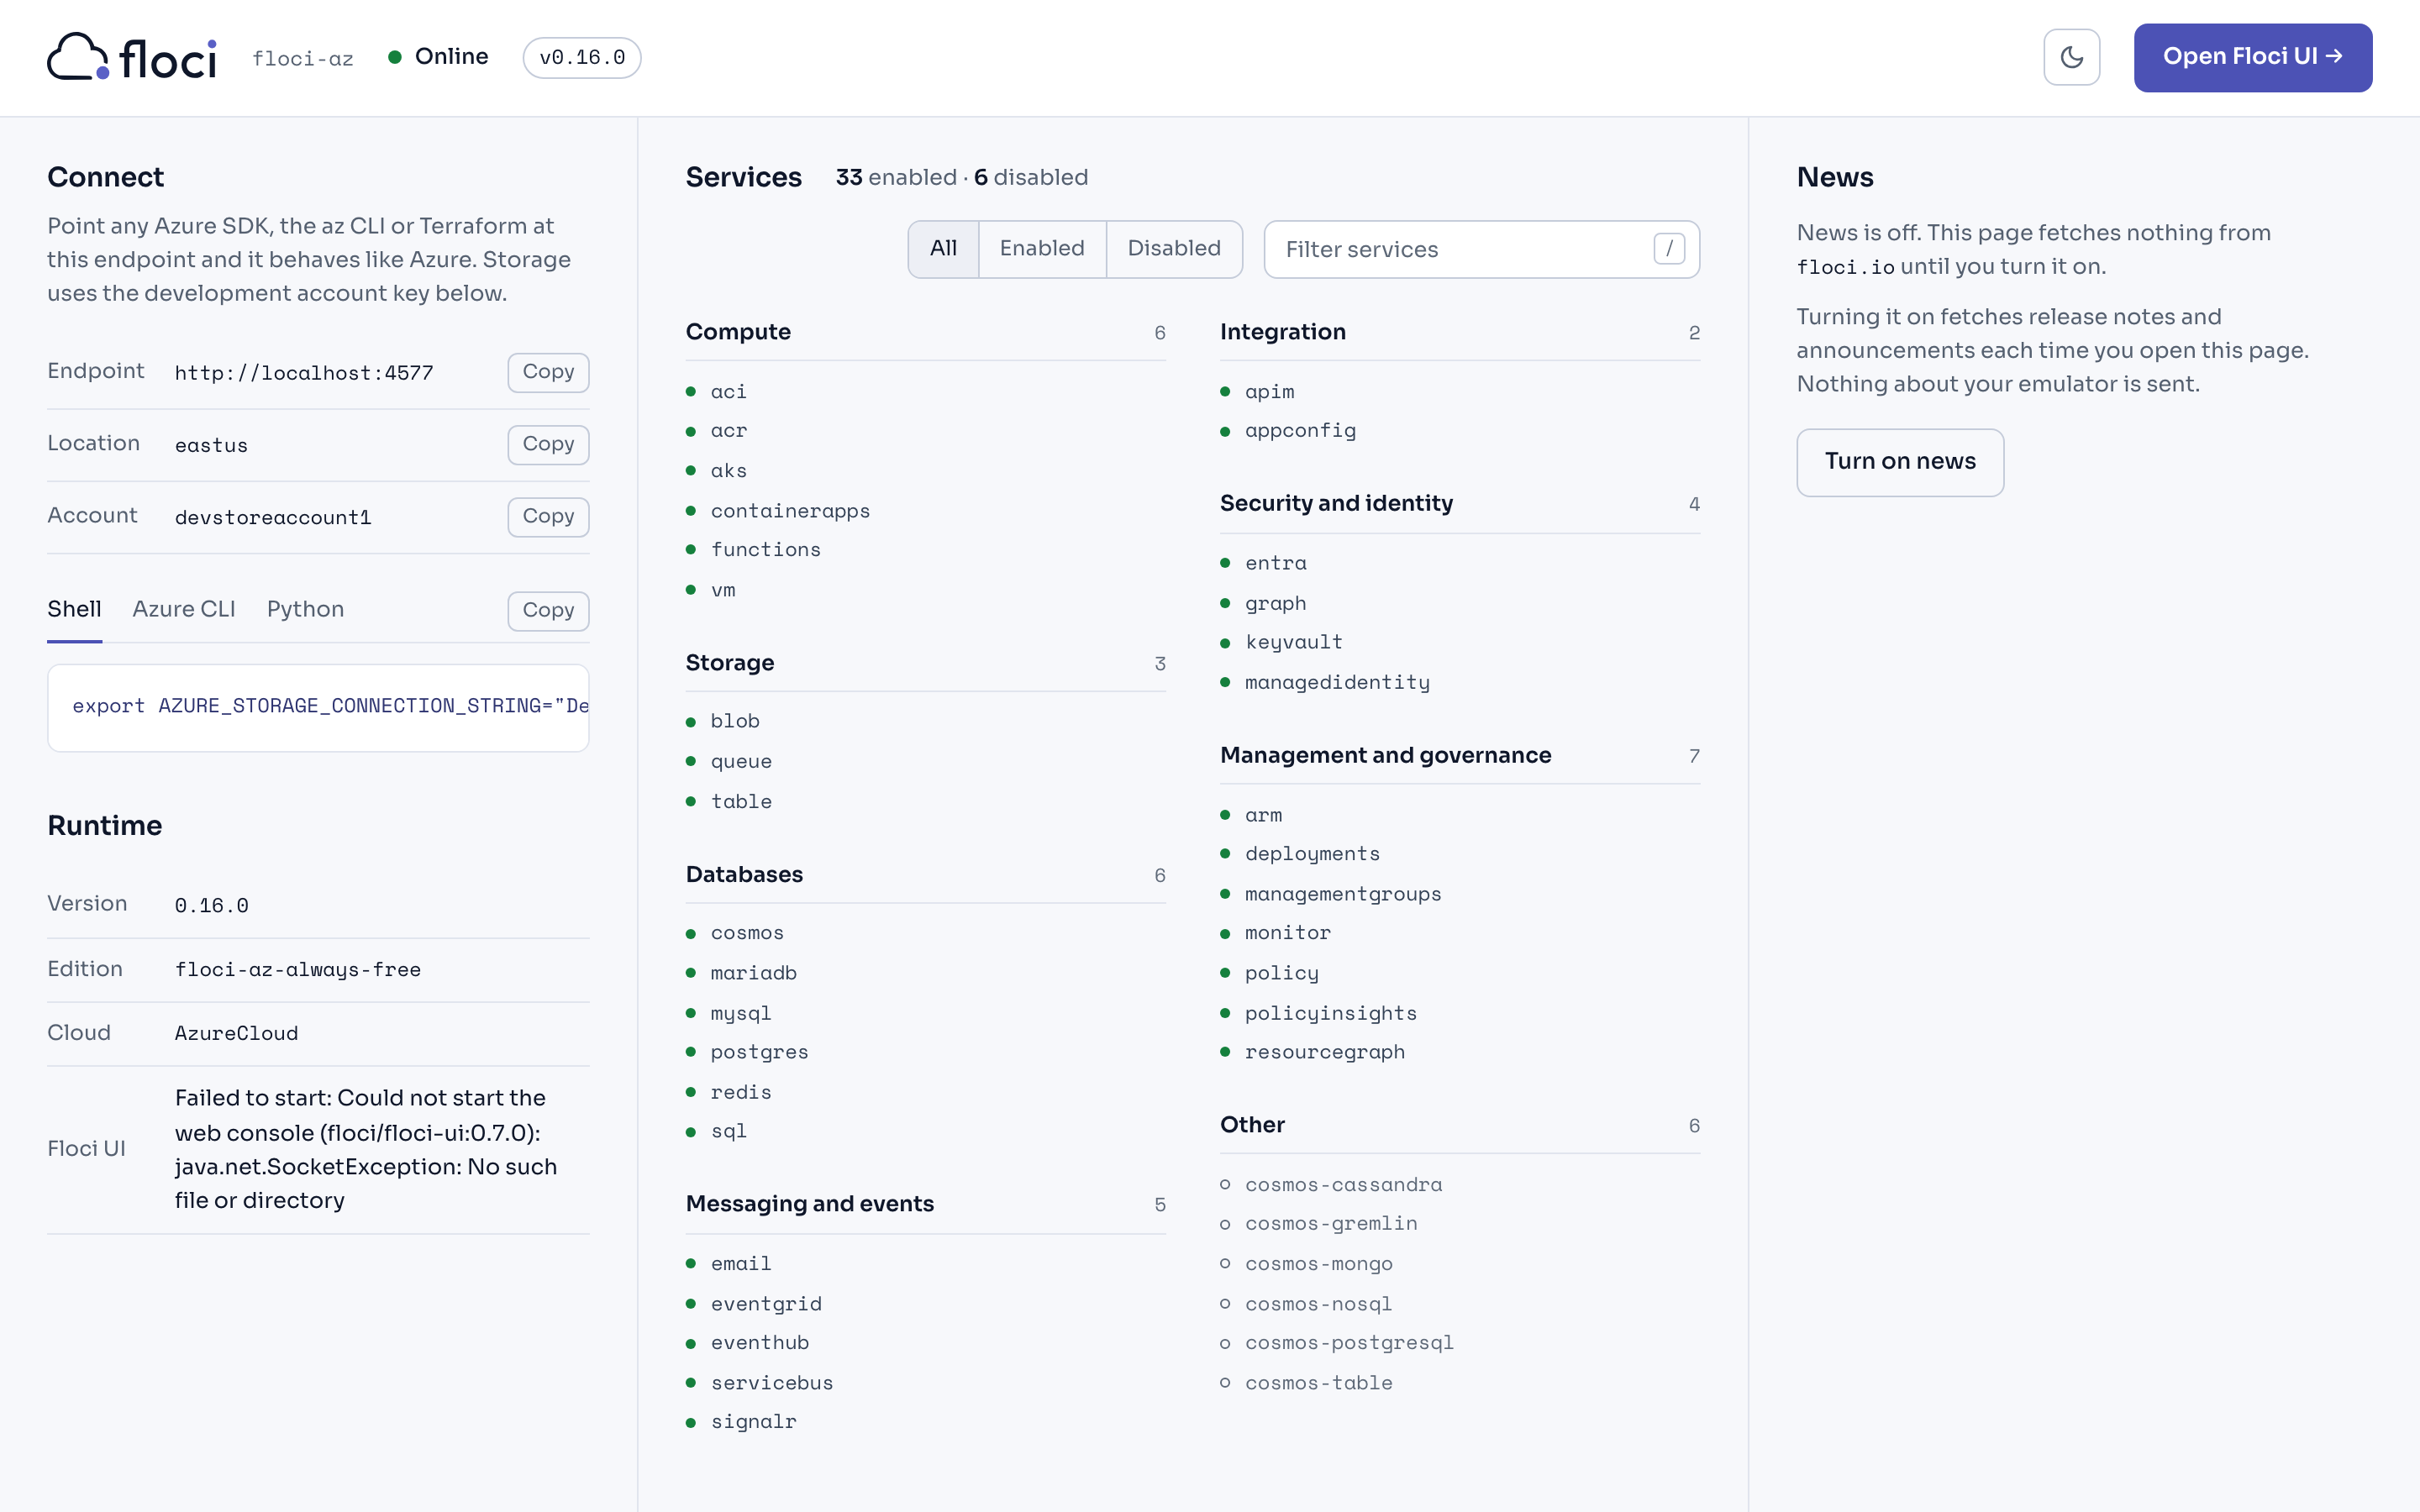 floci
floci-az
Online
v0.16.0
Open Floci UI →
Connect
Point any Azure SDK, the az CLI or Terraform at
this endpoint and it behaves like Azure. Storage
uses the development account key below.
Endpoint http://localhost:4577 Copy
Location eastus Copy
Account devstoreaccount1 Copy
Shell Azure CLI Python Copy
export AZURE_STORAGE_CONNECTION_STRING="De
Runtime
Version 0.16.0
Edition floci-az-always-free
Cloud AzureCloud
Floci UI
Failed to start: Could not start the
web console (floci/floci-ui:0.7.0):
java.net.SocketException: No such
file or directory
Services 33 enabled · 6 disabled
All Enabled Disabled Filter services /
Compute 6
aci
acr
aks
containerapps
functions
vm
Storage 3
blob
queue
table
Databases 6
cosmos
mariadb
mysql
postgres
redis
sql
Messaging and events 5
email
eventgrid
eventhub
servicebus
signalr
Integration 2
apim
appconfig
Security and identity 4
entra
graph
keyvault
managedidentity
Management and governance 7
arm
deployments
managementgroups
monitor
policy
policyinsights
resourcegraph
Other 6
cosmos-cassandra
cosmos-gremlin
cosmos-mongo
cosmos-nosql
cosmos-postgresql
cosmos-table
News
News is off. This page fetches nothing from
floci.io until you turn it on.
Turning it on fetches release notes and
announcements each time you open this page.
Nothing about your emulator is sent.
Turn on news